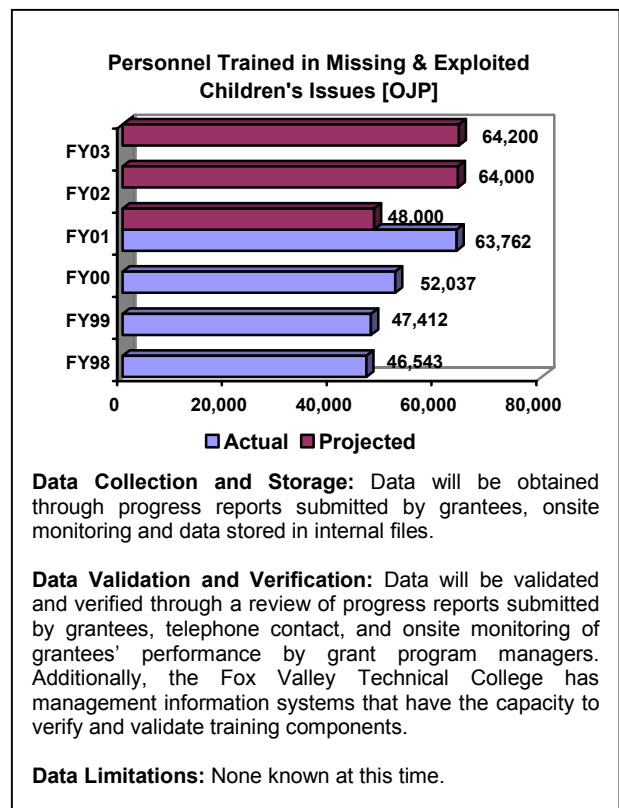 Personnel Trained in Missing & Exploited
Children's Issues [OJP]
FY03
64,200
FY02
64,000
48,000
FY01
63,762
FY00
52,037
FY99
47,412
FY98
46,543
0 20,000 40,000 60,000 80,000
Actual Projected
Data Collection and Storage: Data will be obtained
through progress reports submitted by grantees, onsite
monitoring and data stored in internal files.
Data Validation and Verification: Data will be validated
and verified through a review of progress reports submitted
by grantees, telephone contact, and onsite monitoring of
grantees' performance by grant program managers.
Additionally, the Fox Valley Technical College has
management information systems that have the capacity to
verify and validate training components.
Data Limitations: None known at this time.